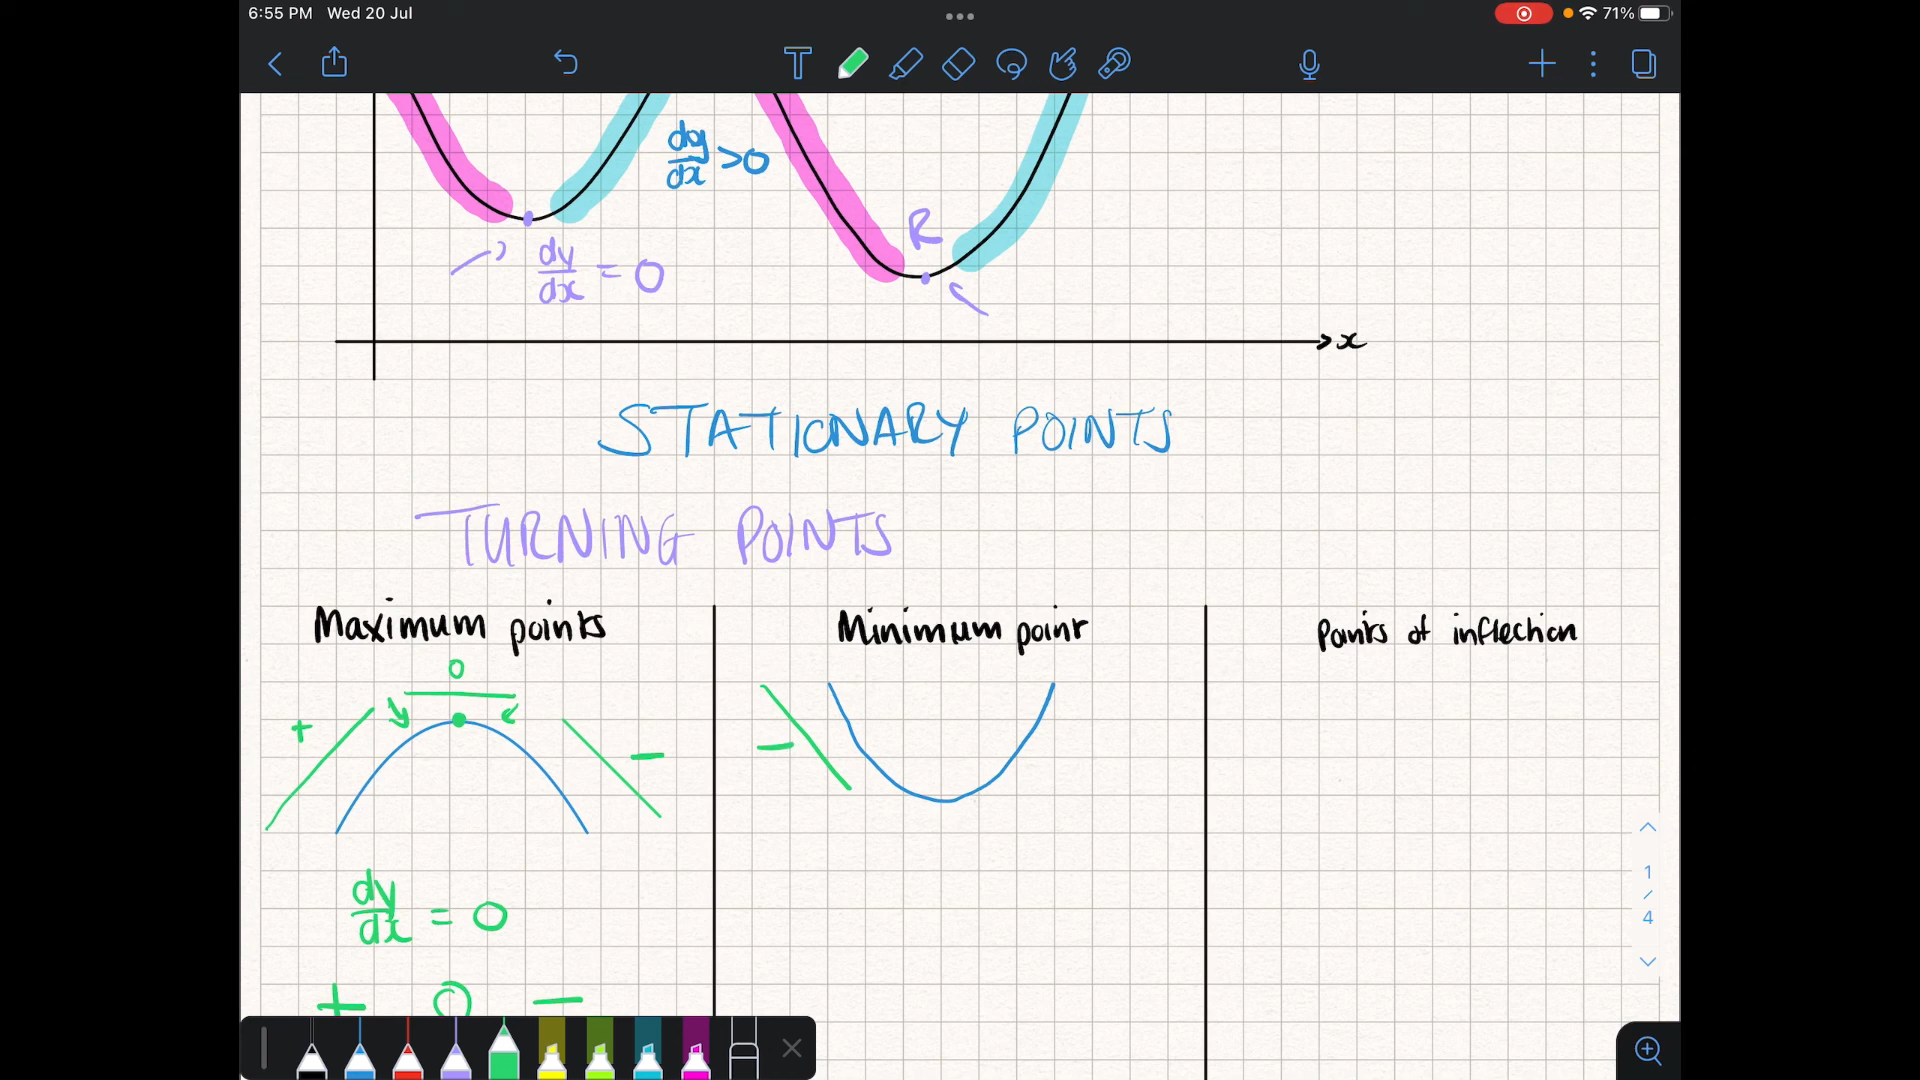 6:55 PM Wed 20 Jul
71%
T
dy/dx > 0
R
dy/dx = 0
x
STATIONARY POINTS
TURNING POINTS
Maximum points
Minimum point
Points of inflection
0
+
-
-
dy/dx = 0
+ 0 -
1
/
4